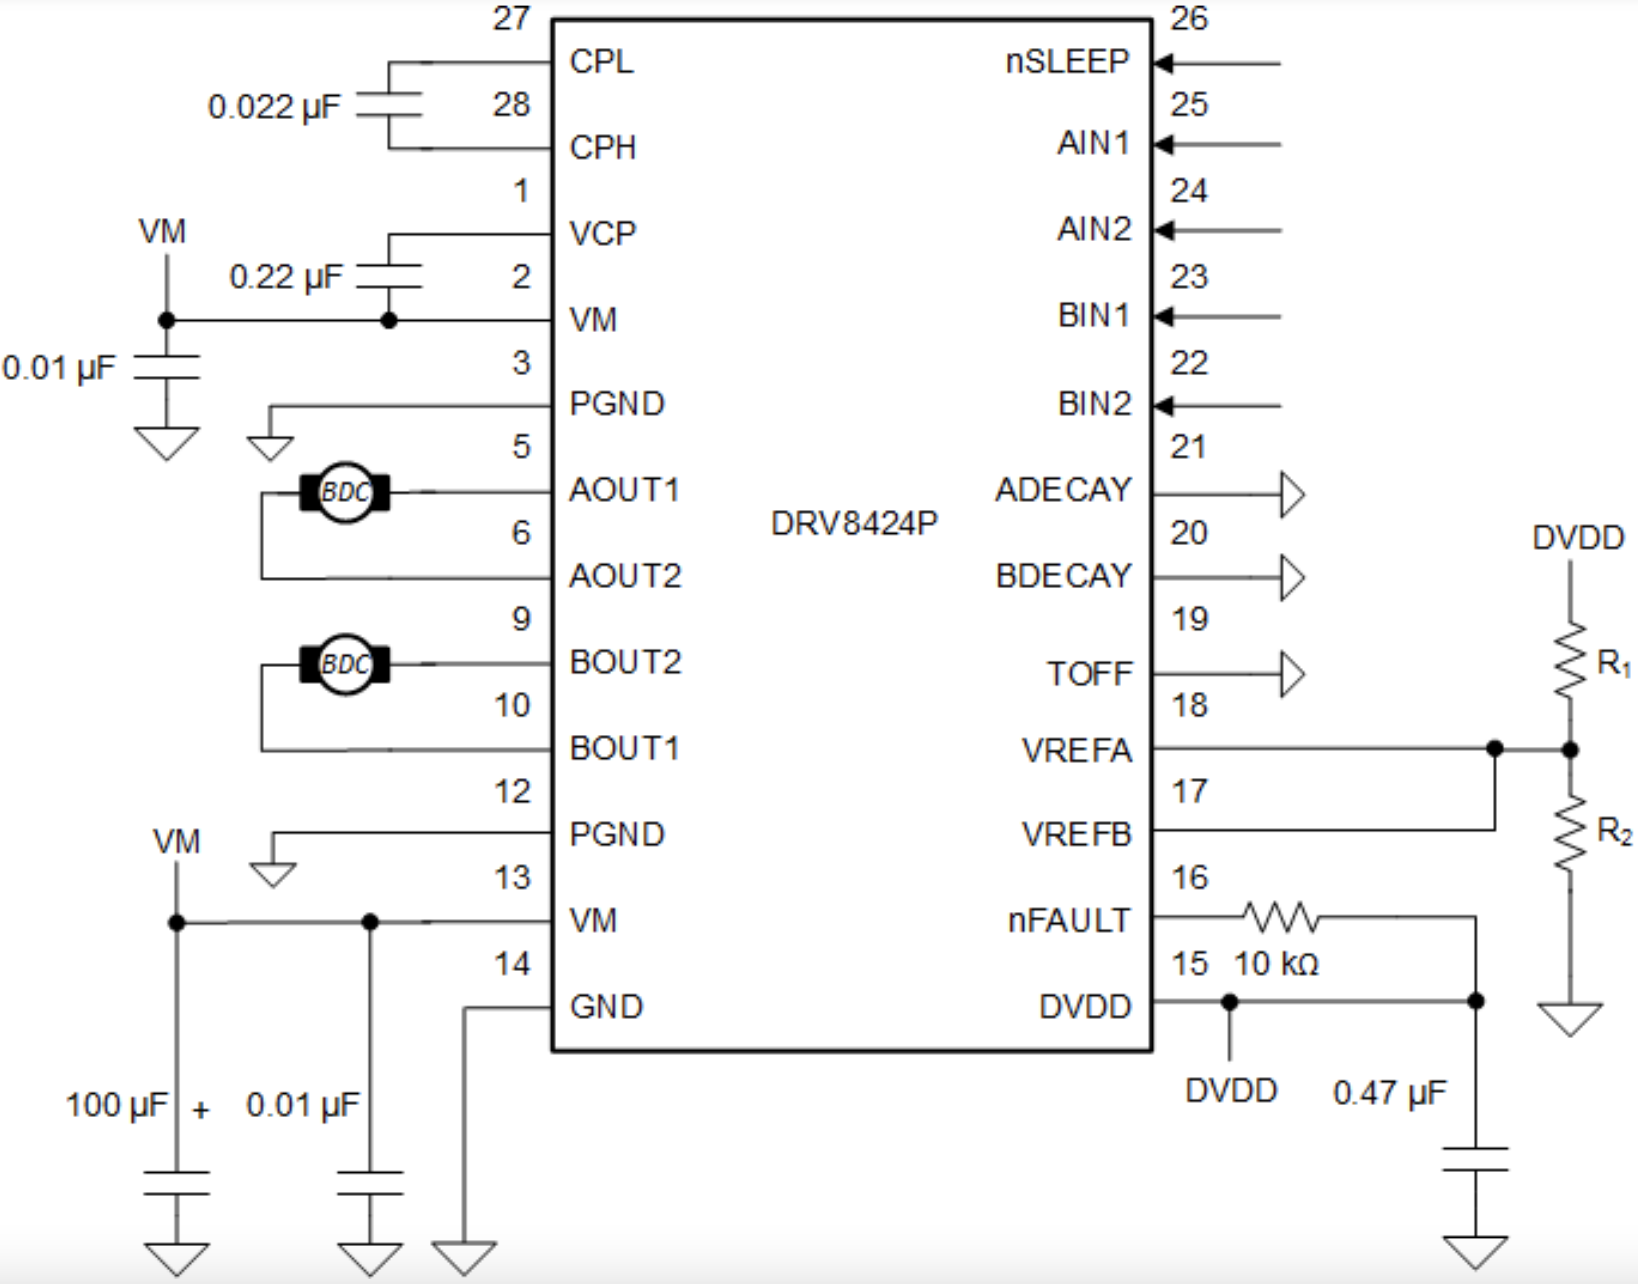 27
CPL
0.022 µF
28
CPH
1
VM
VCP
0.22 µF
2
VM
0.01 µF
3
PGND
5
BDC
AOUT1
6
AOUT2
9
BDC
BOUT2
10
BOUT1
12
PGND
VM
13
VM
14
GND
100 µF +
0.01 µF
DRV8424P
26
nSLEEP
25
AIN1
24
AIN2
23
BIN1
22
BIN2
21
ADECAY
20
BDECAY
19
TOFF
18
VREFA
17
VREFB
16
nFAULT
15
10 kΩ
DVDD
DVDD
0.47 µF
DVDD
R1
R2